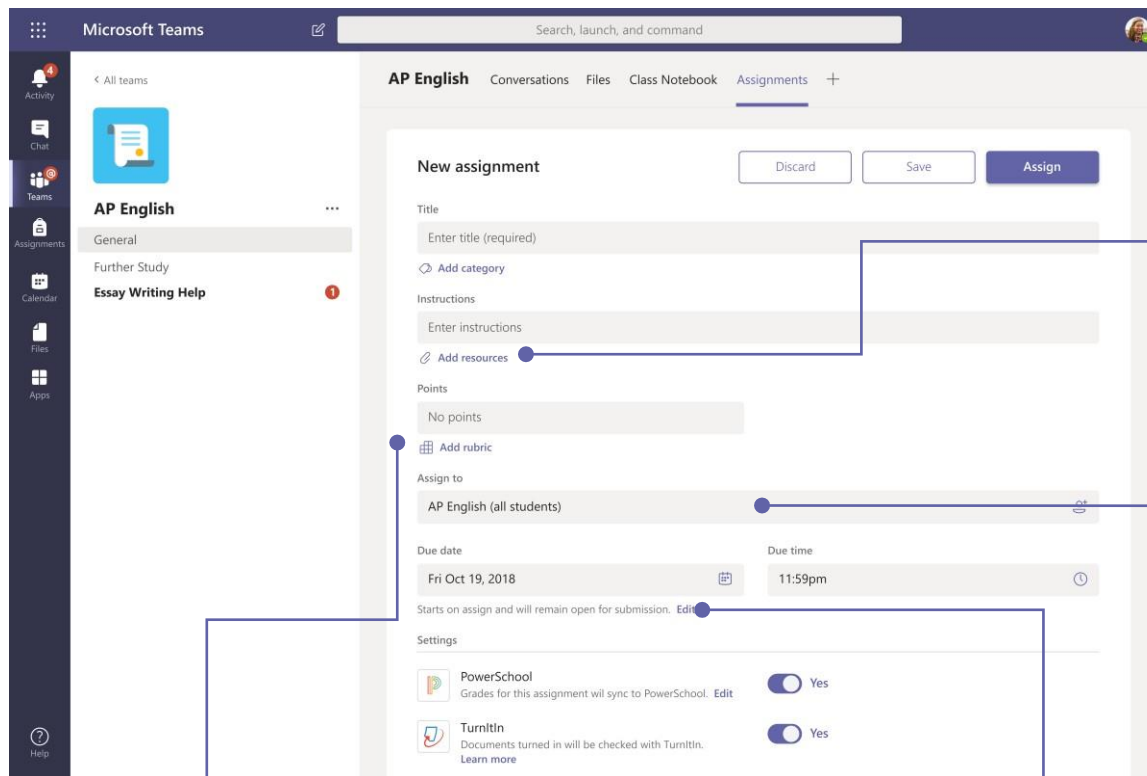 Microsoft Teams
Search, launch, and command
4
Activity
Chat
@
Teams
Assignments
Calendar
Files
Apps
Help
< All teams
AP English
...
General
Further Study
Essay Writing Help 1
AP English Conversations Files Class Notebook Assignments +
New assignment Discard Save Assign
Title
Enter title (required)
Add category
Instructions
Enter instructions
Add resources
Points
No points
Add rubric
Assign to
AP English (all students)
Due date Due time
Fri Oct 19, 2018 11:59pm
Starts on assign and will remain open for submission. Edit
Settings
PowerSchool Yes
Grades for this assignment wil sync to PowerSchool. Edit
TurnItIn Yes
Documents turned in will be checked with TurnItIn.
Learn more